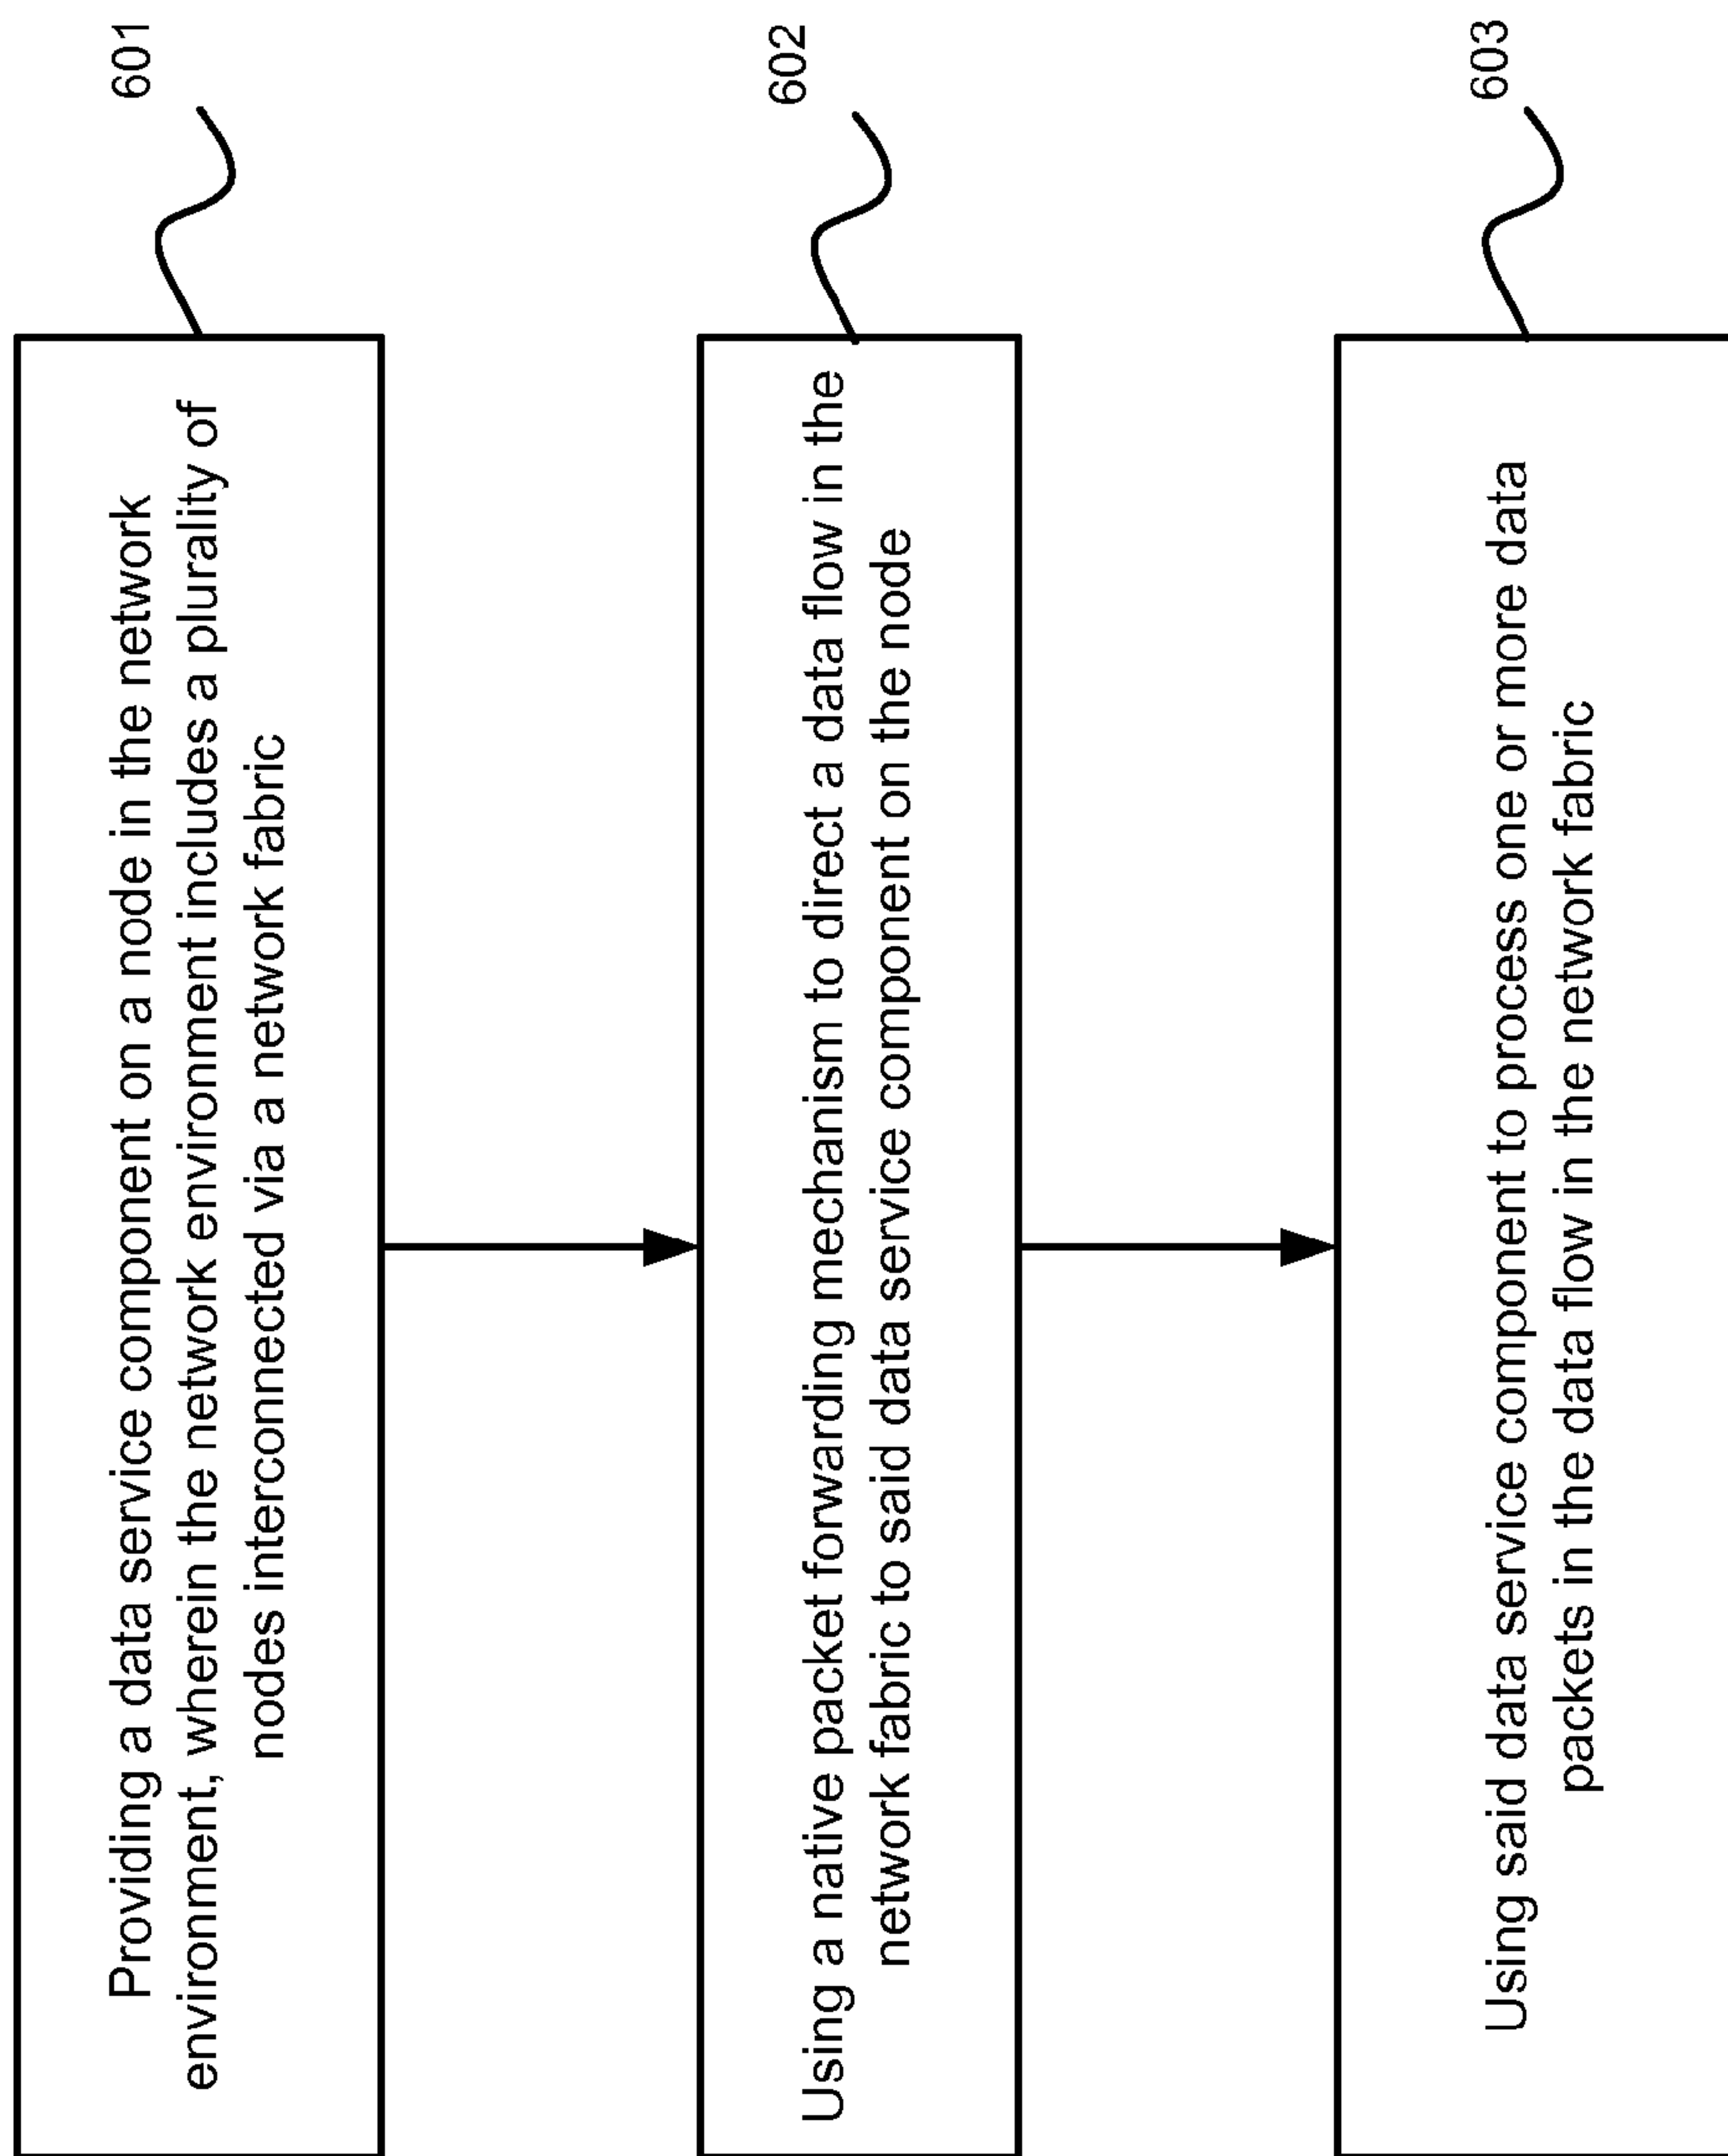 Providing a data service component on a node in the network
environment, wherein the network environment includes a plurality of
nodes interconnected via a network fabric
601
Using a native packet forwarding mechanism to direct a data flow in the
network fabric to said data service component on the node
602
Using said data service component to process one or more data
packets in the data flow in the network fabric
603